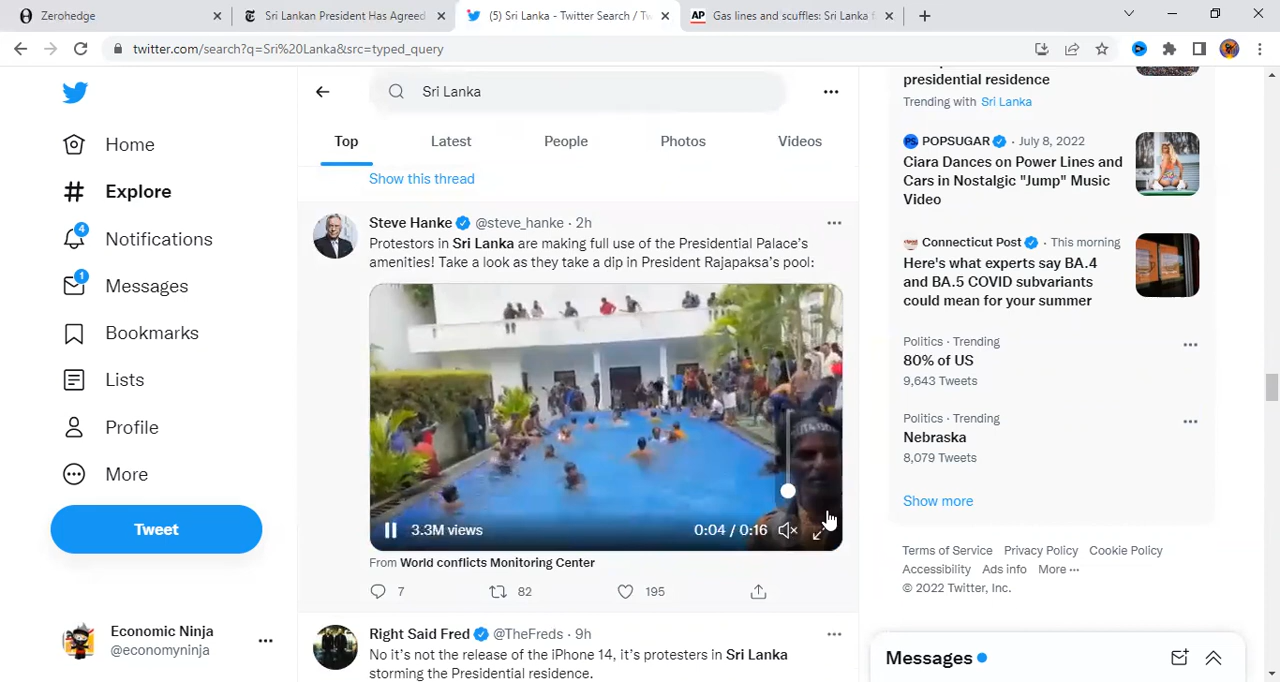 Zerohedge
Sri Lankan President Has Agreed
(5) Sri Lanka - Twitter Search / Tw
AP Gas lines and scuffles: Sri Lanka f
twitter.com/search?q=Sri%20Lanka&src=typed_query
Home
Explore
4
Notifications
1
Messages
Bookmarks
Lists
Profile
More
Tweet
Economic Ninja
@economyninja
Sri Lanka
Top
Latest
People
Photos
Videos
Show this thread
Steve Hanke @steve_hanke · 2h
Protestors in Sri Lanka are making full use of the Presidential Palace's
amenities! Take a look as they take a dip in President Rajapaksa's pool:
3.3M views
0:04 / 0:16
From World conflicts Monitoring Center
7
82
195
Right Said Fred @TheFreds · 9h
No it's not the release of the iPhone 14, it's protesters in Sri Lanka
storming the Presidential residence.
presidential residence
Trending with Sri Lanka
POPSUGAR · July 8, 2022
Ciara Dances on Power Lines and
Cars in Nostalgic "Jump" Music
Video
Connecticut Post · This morning
Here's what experts say BA.4
and BA.5 COVID subvariants
could mean for your summer
Politics · Trending
80% of US
9,643 Tweets
Politics · Trending
Nebraska
8,079 Tweets
Show more
Terms of Service Privacy Policy Cookie Policy
Accessibility Ads info More ···
© 2022 Twitter, Inc.
Messages